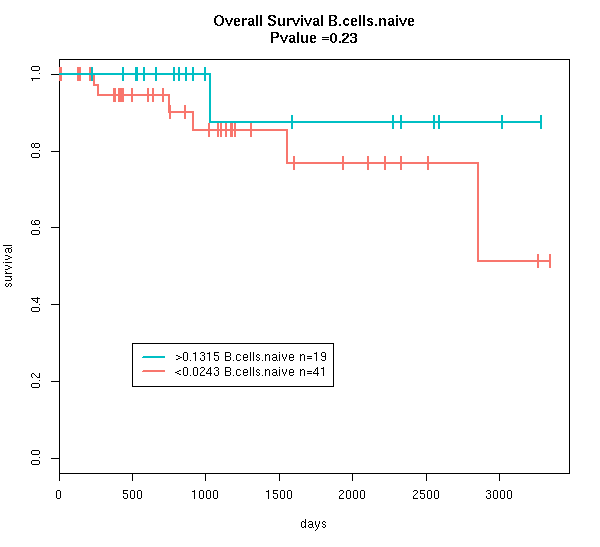 Overall Survival B.cells.naive
Pvalue =0.23
survival
1.0
0.8
0.6
0.4
0.2
0.0
>0.1315 B.cells.naive n=19
<0.0243 B.cells.naive n=41
0 500 1000 1500 2000 2500 3000
days